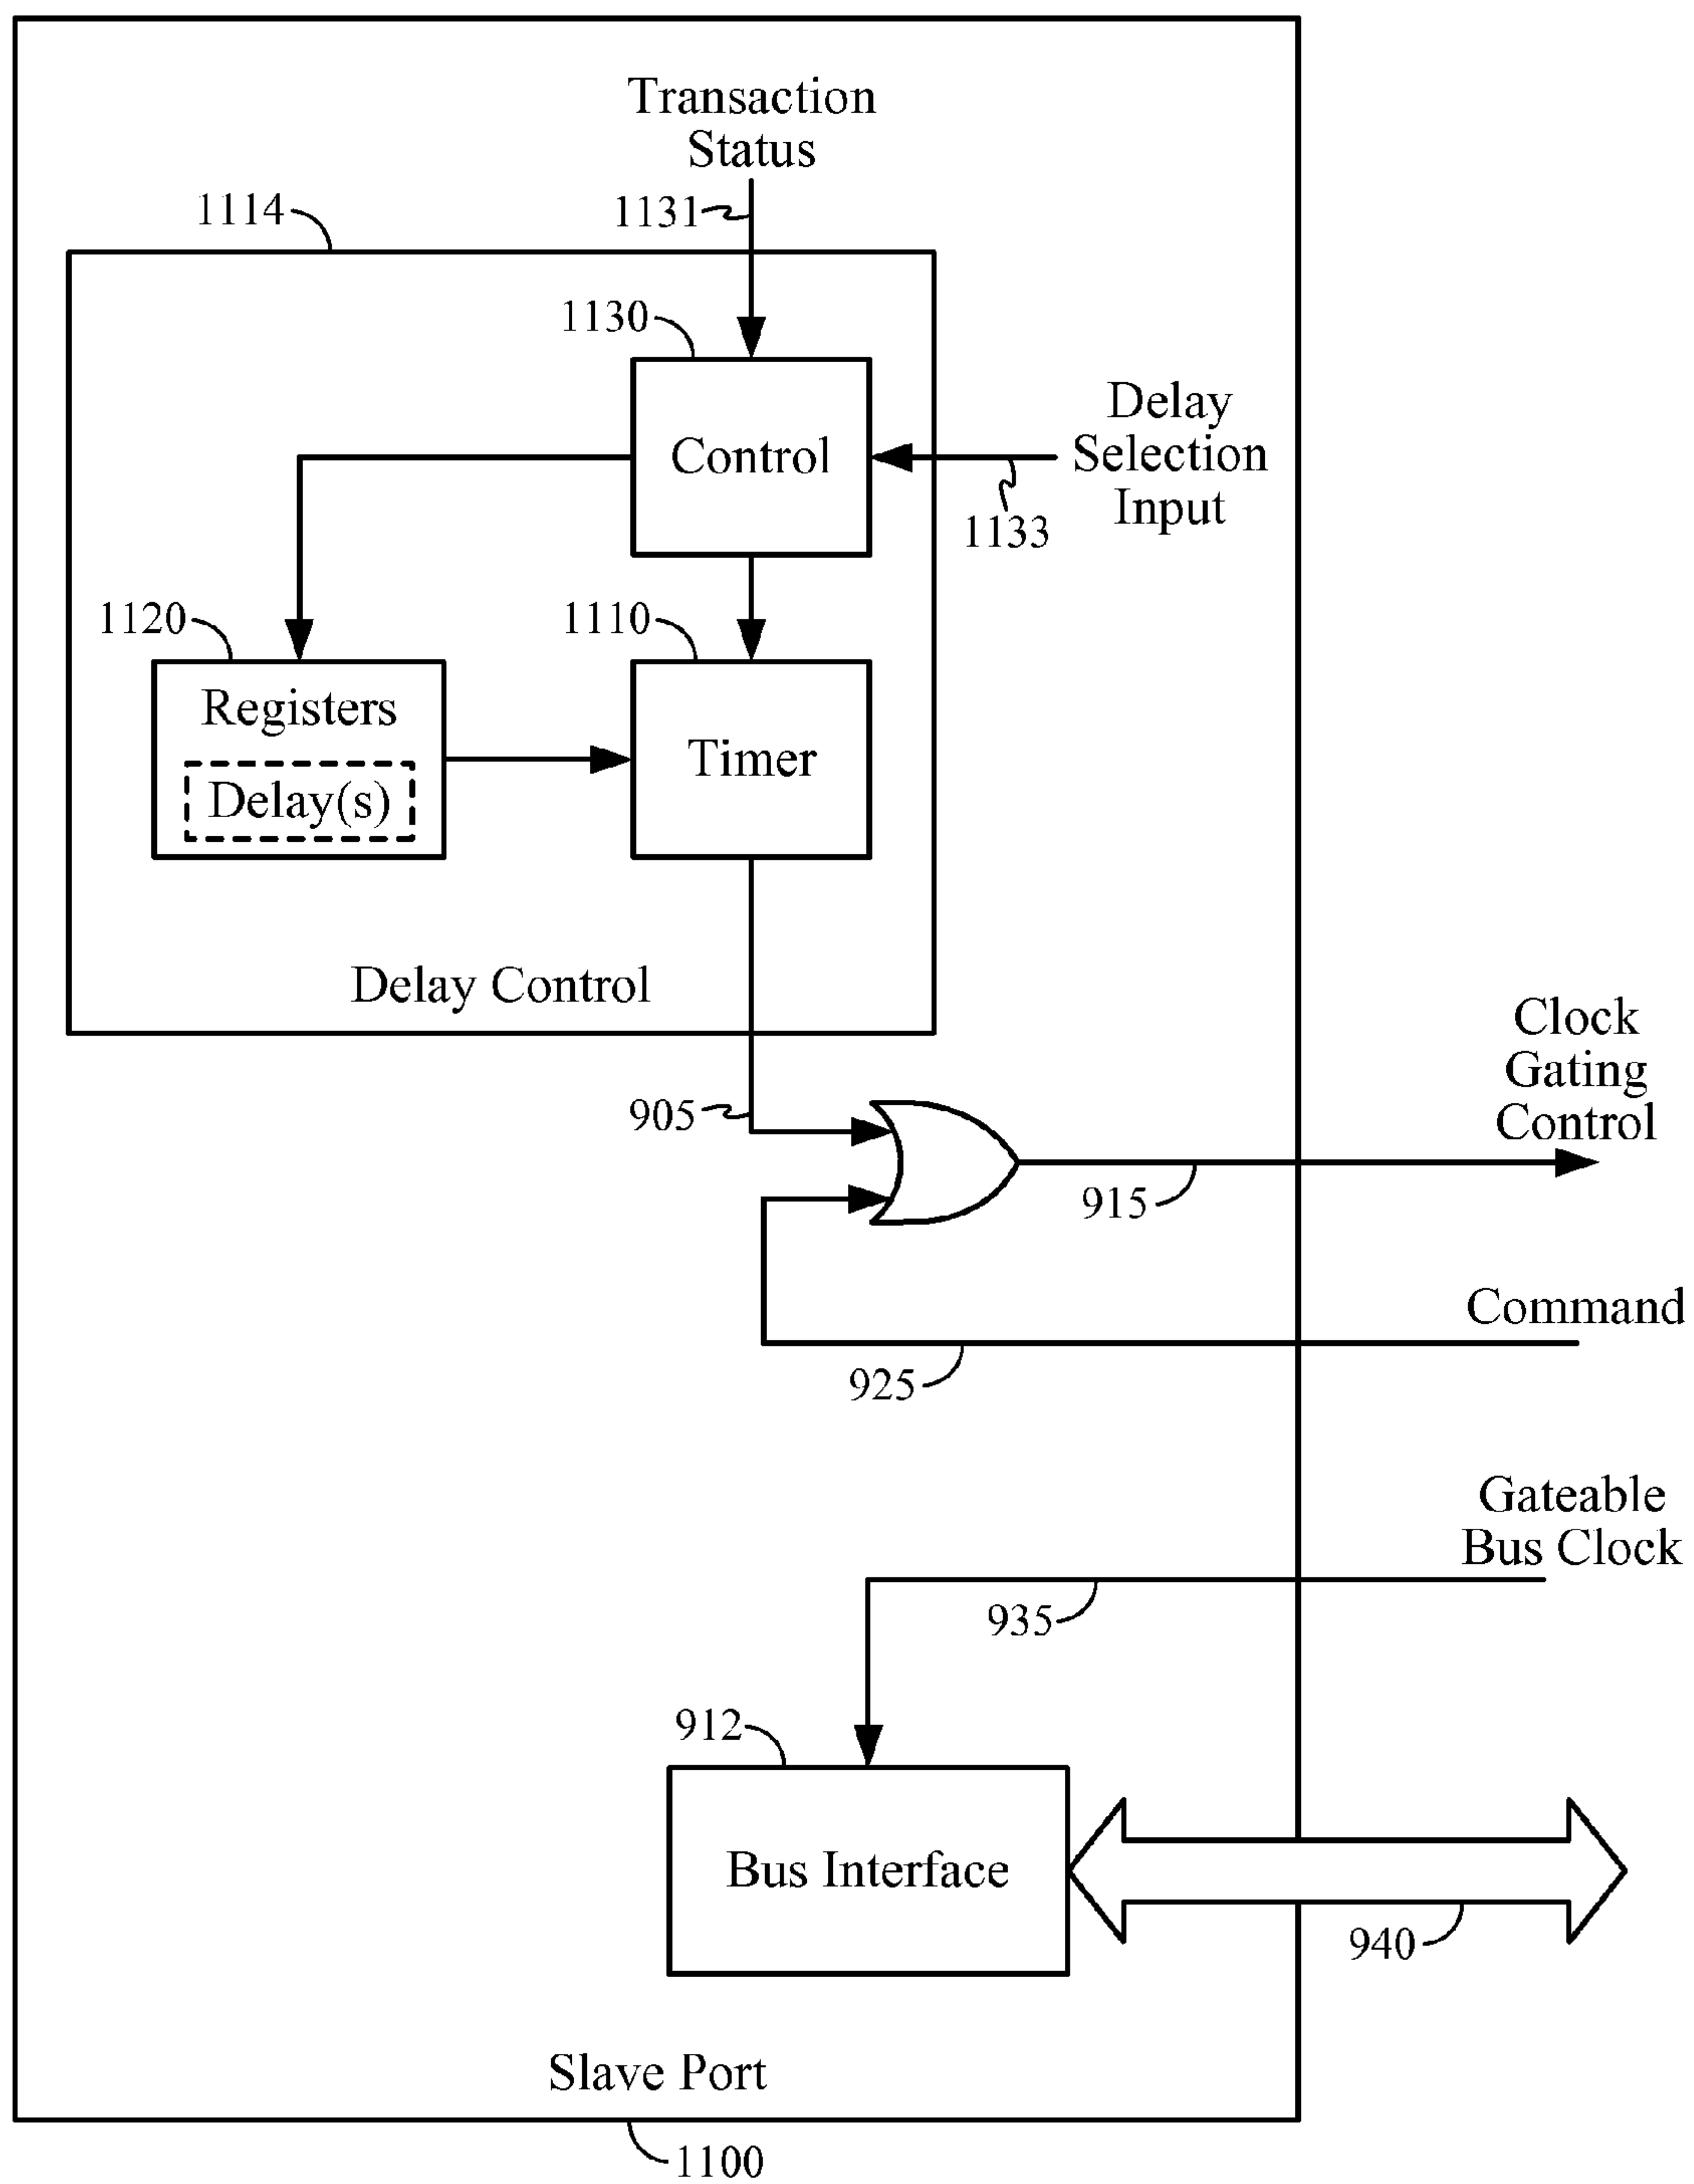 Transaction
Status
1114
1131
1130
Control
Delay
Selection
Input
1133
1120
1110
Registers
Delay(s)
Timer
Delay Control
Clock
Gating
Control
905
915
Command
925
Gateable
Bus Clock
935
912
Bus Interface
940
Slave Port
1100